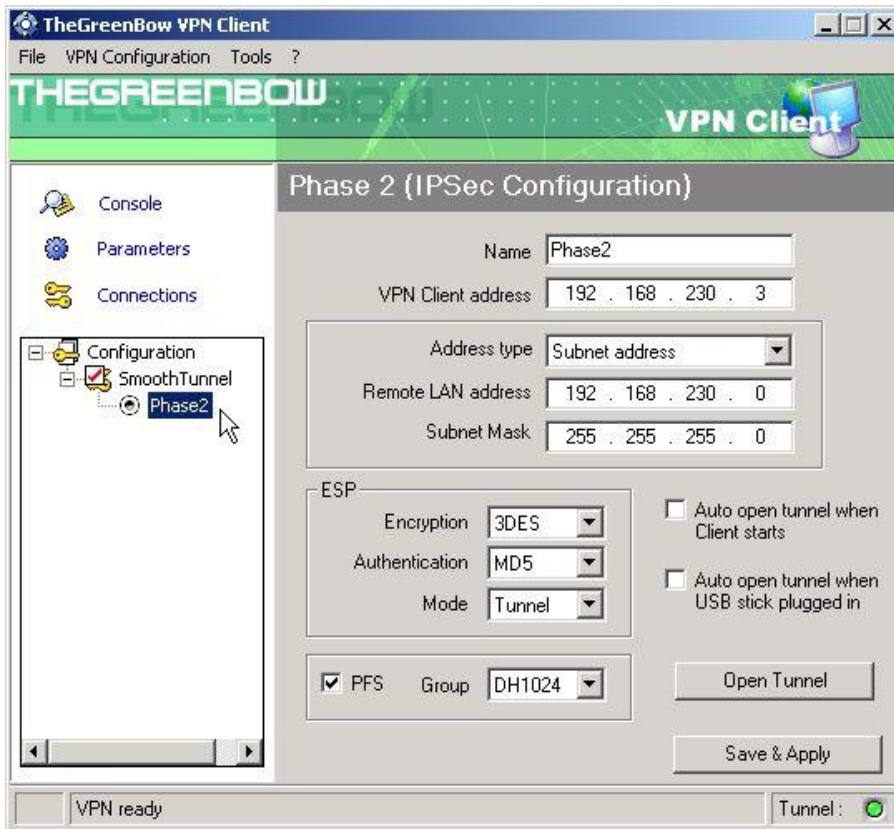 TheGreenBow VPN Client
File VPN Configuration Tools ?
THEGREENBOW
VPN Client
Console
Parameters
Connections
Configuration
SmoothTunnel
Phase2
Phase 2 (IPSec Configuration)
Name Phase2
VPN Client address 192 . 168 . 230 . 3
Address type Subnet address
Remote LAN address 192 . 168 . 230 . 0
Subnet Mask 255 . 255 . 255 . 0
ESP
Encryption 3DES
Authentication MD5
Mode Tunnel
Auto open tunnel when
Client starts
Auto open tunnel when
USB stick plugged in
PFS Group DH1024
Open Tunnel
Save & Apply
VPN ready
Tunnel :